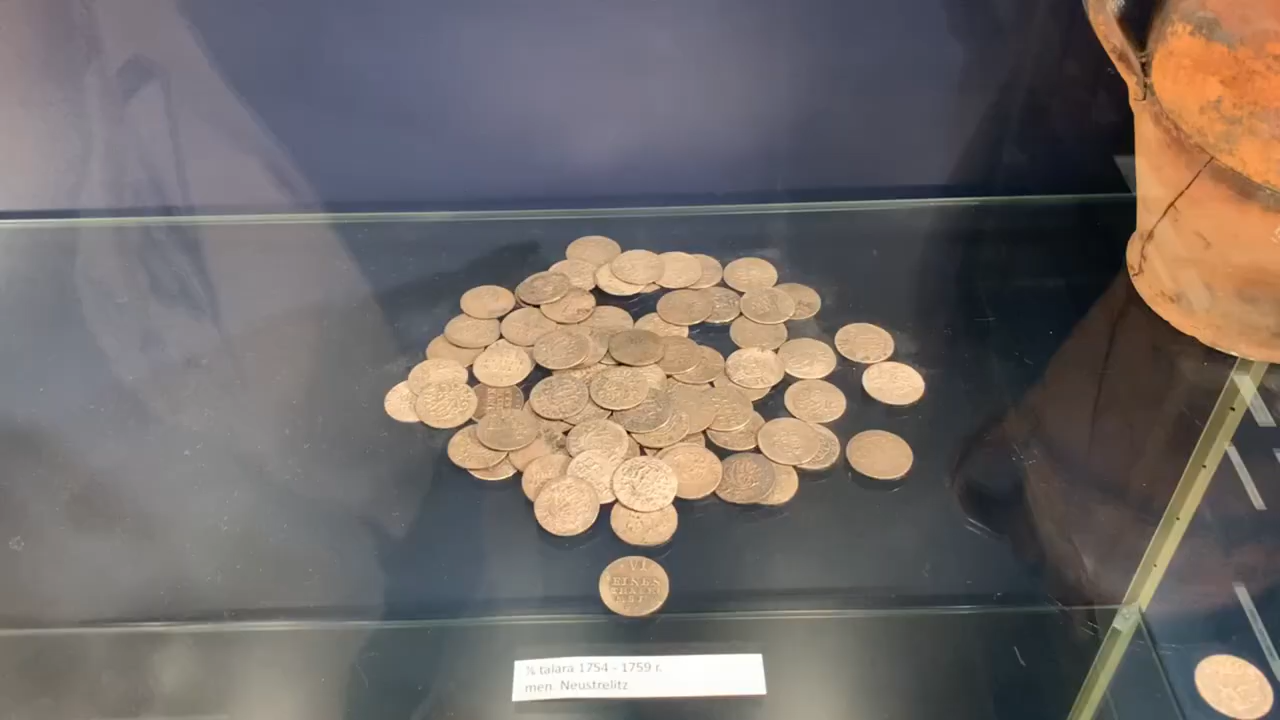 VI
EINES
THALER
⅙ talara 1754 - 1759 r.
men. Neustrelitz